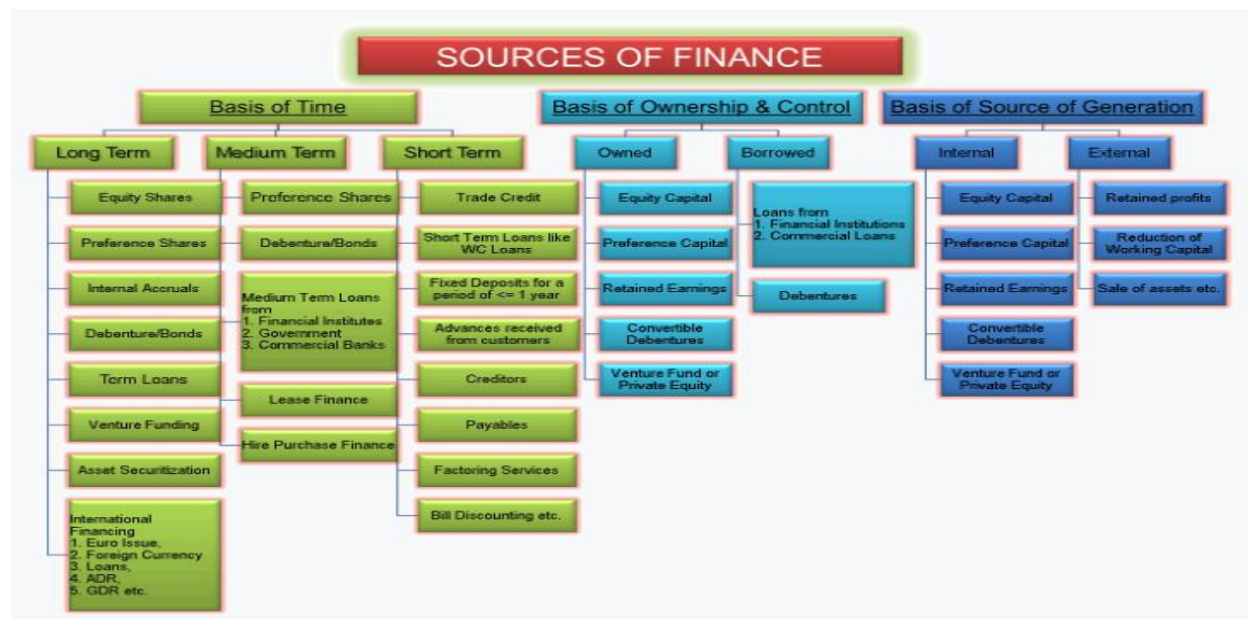 SOURCES OF FINANCE
Basis of Time
Long Term
Equity Shares
Preference Shares
Internal Accruals
Debenture/Bonds
Term Loans
Venture Funding
Asset Securitization
International
Financing
1. Euro Issue,
2. Foreign Currency
3. Loans,
4. ADR,
5. GDR etc.
Medium Term
Preference Shares
Debenture/Bonds
Medium Term Loans
from
1. Financial Institutes
2. Government
3. Commercial Banks
Lease Finance
Hire Purchase Finance
Short Term
Trade Credit
Short Term Loans like
WC Loans
Fixed Deposits for a
period of <= 1 year
Advances received
from customers
Creditors
Payables
Factoring Services
Bill Discounting etc.
Basis of Ownership & Control
Owned
Equity Capital
Preference Capital
Retained Earnings
Convertible
Debentures
Venture Fund or
Private Equity
Borrowed
Loans from
1. Financial Institutions
2. Commercial Loans
Debentures
Basis of Source of Generation
Internal
Equity Capital
Preference Capital
Retained Earnings
Convertible
Debentures
Venture Fund or
Private Equity
External
Retained profits
Reduction of
Working Capital
Sale of assets etc.